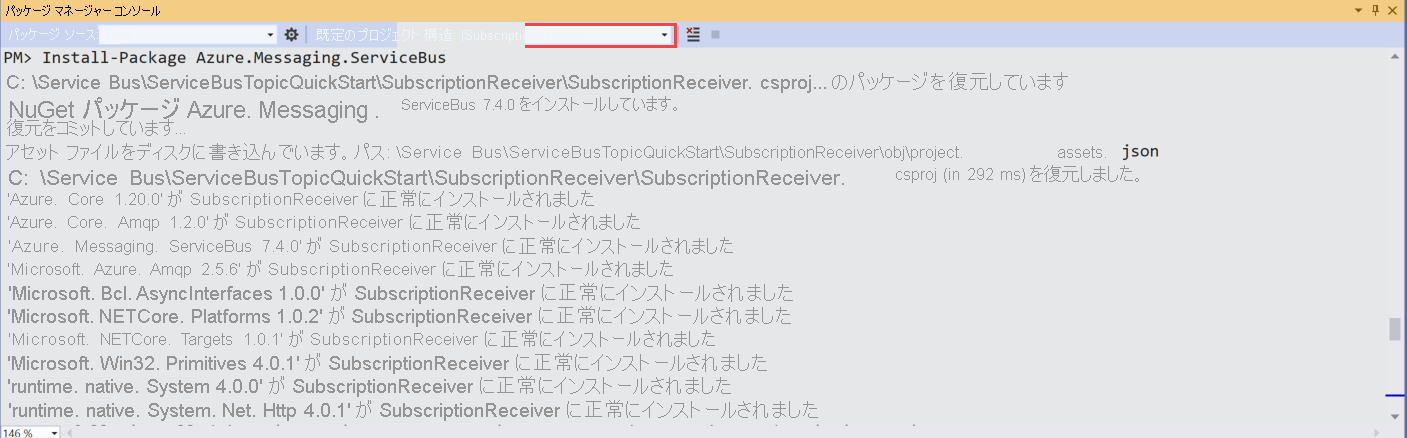 パッケージ マネージャー コンソール
パッケージ ソース 既定のプロジェクト 構造: (Subscripti
PM> Install-Package Azure.Messaging.ServiceBus
C: \Service Bus\ServiceBusTopicQuickStart\SubscriptionReceiver\SubscriptionReceiver. csproj... のパッケージを復元しています
NuGet パッケージ Azure. Messaging . ServiceBus 7.4.0 をインストールしています。
復元をコミットしています...
アセット ファイルをディスクに書き込んでいます。パス: \Service Bus\ServiceBusTopicQuickStart\SubscriptionReceiver\obj\project. assets. json
C: \Service Bus\ServiceBusTopicQuickStart\SubscriptionReceiver\SubscriptionReceiver. csproj (in 292 ms) を復元しました。
'Azure. Core 1.20.0' が SubscriptionReceiver に正常にインストールされました
'Azure. Core. Amqp 1.2.0' が SubscriptionReceiver に正常にインストールされました
'Azure. Messaging. ServiceBus 7.4.0' が SubscriptionReceiver に正常にインストールされました
'Microsoft. Azure. Amqp 2.5.6' が SubscriptionReceiver に正常にインストールされました
'Microsoft. Bcl. AsyncInterfaces 1.0.0' が SubscriptionReceiver に正常にインストールされました
'Microsoft. NETCore. Platforms 1.0.2' が SubscriptionReceiver に正常にインストールされました
'Microsoft. NETCore. Targets 1.0.1' が SubscriptionReceiver に正常にインストールされました
'Microsoft. Win32. Primitives 4.0.1' が SubscriptionReceiver に正常にインストールされました
'runtime. native. System 4.0.0' が SubscriptionReceiver に正常にインストールされました
'runtime. native. System. Net. Http 4.0.1' が SubscriptionReceiver に正常にインストールされました
146 %